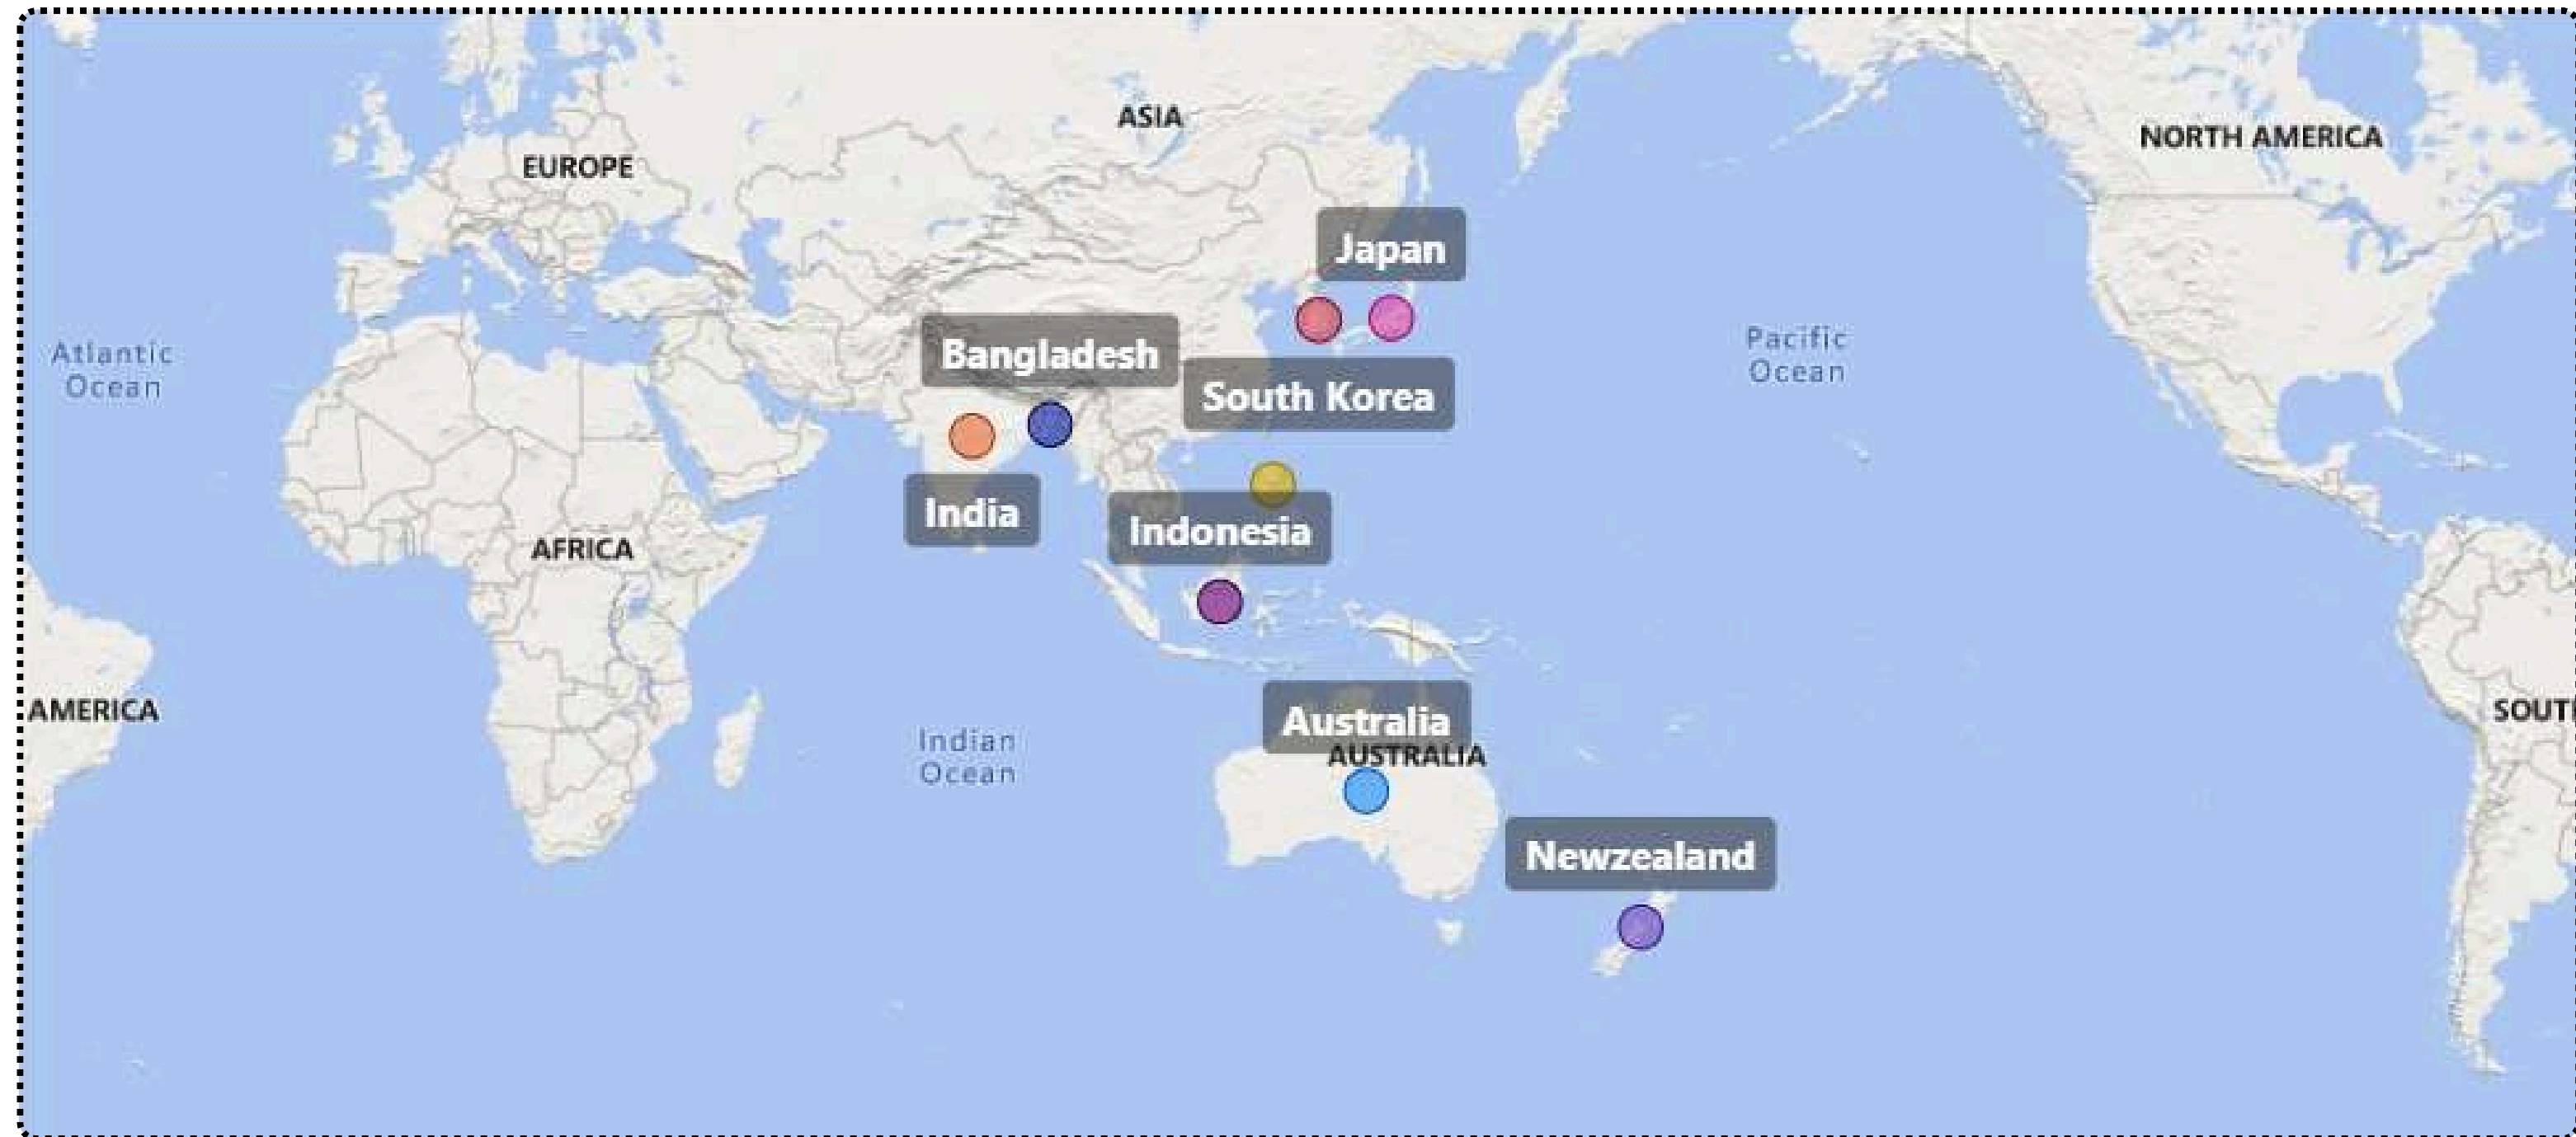 ASIA
NORTH AMERICA
EUROPE
Japan
Atlantic
Ocean
Pacific
Ocean
Bangladesh
South Korea
India
Indonesia
AFRICA
AMERICA
SOUT
Australia
AUSTRALIA
Indian
Ocean
Newzealand